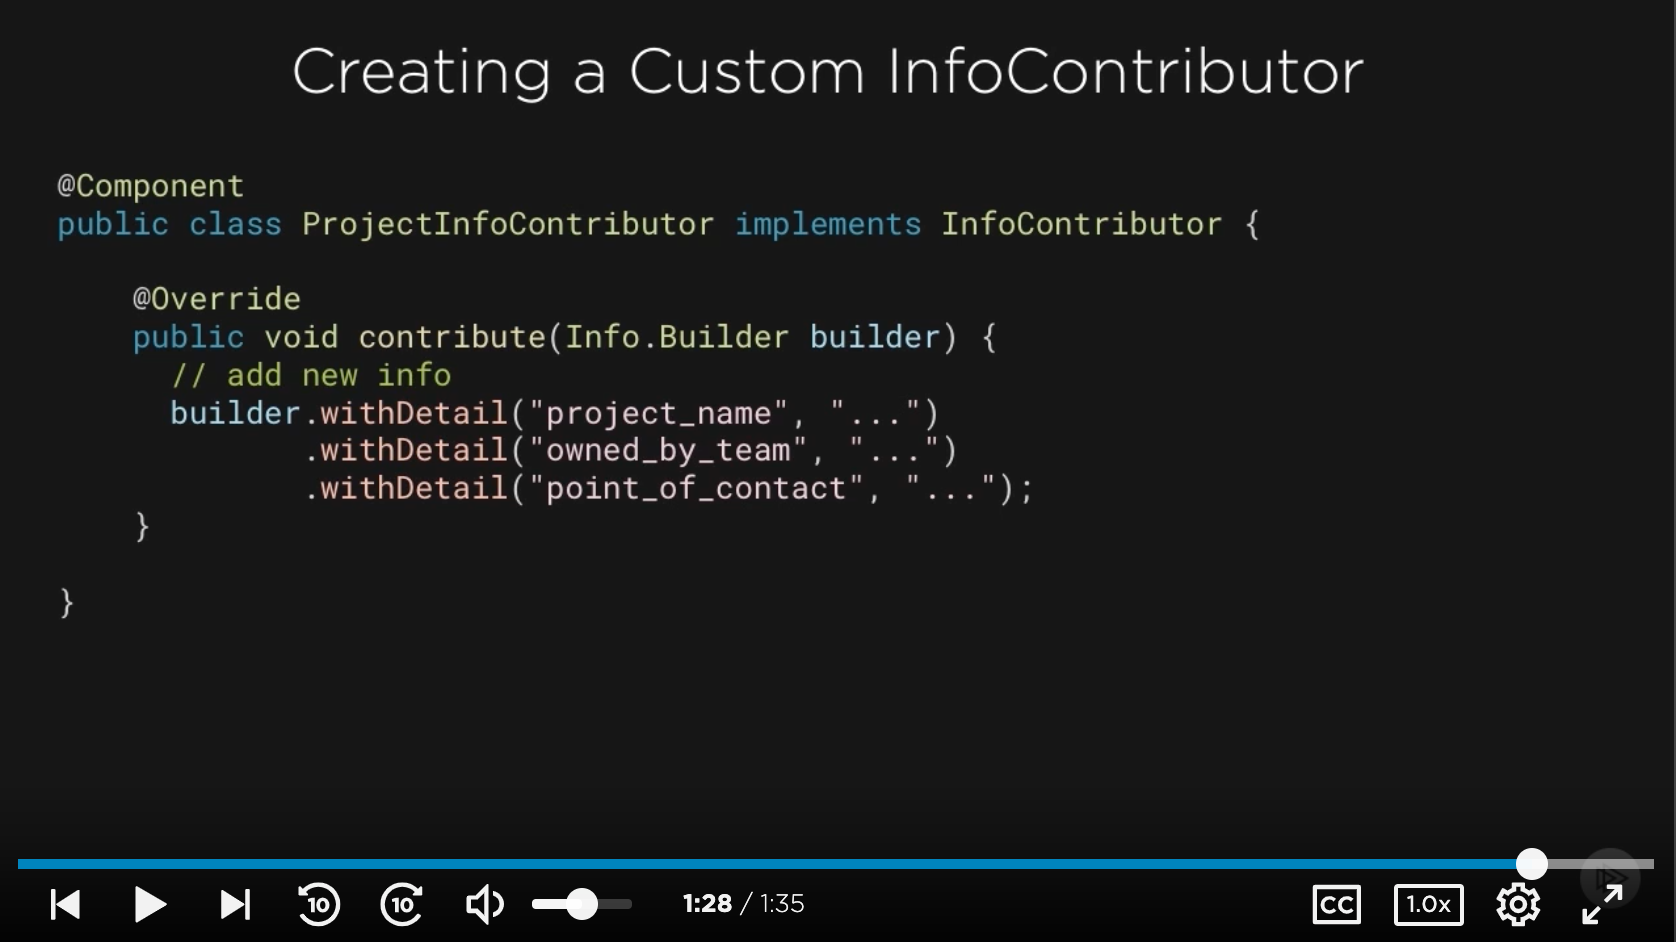 Creating a Custom InfoContributor
@Component
public class ProjectInfoContributor implements InfoContributor {
@Override
public void contribute(Info.Builder builder) {
// add new info
builder.withDetail("project_name", "...")
.withDetail("owned_by_team", "...")
.withDetail("point_of_contact", "...");
}
}
10 10 1:28 / 1:35 CC 1.0x